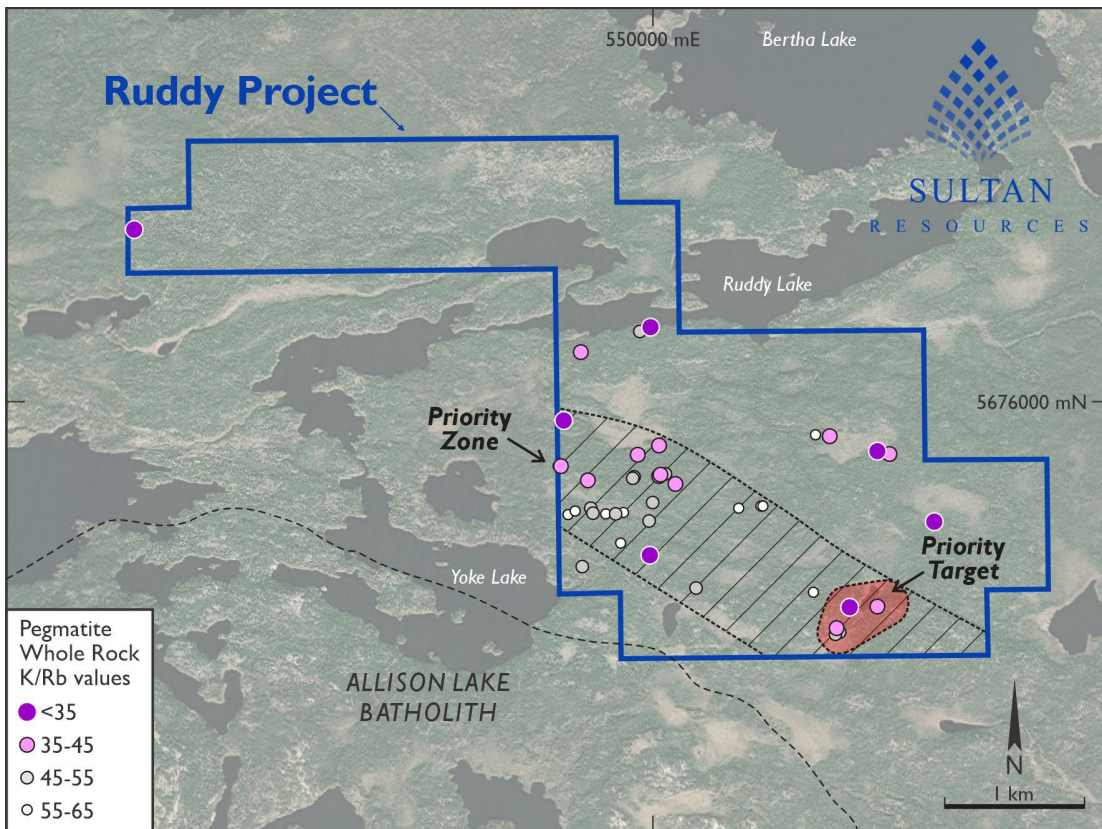 550000 mE
Bertha Lake
Ruddy Project
SULTAN
RESOURCES
Ruddy Lake
5676000 mN
Priority
Zone
Priority
Target
Yoke Lake
ALLISON LAKE
BATHOLITH
Pegmatite
Whole Rock
K/Rb values
<35
35-45
45-55
55-65
N
1 km